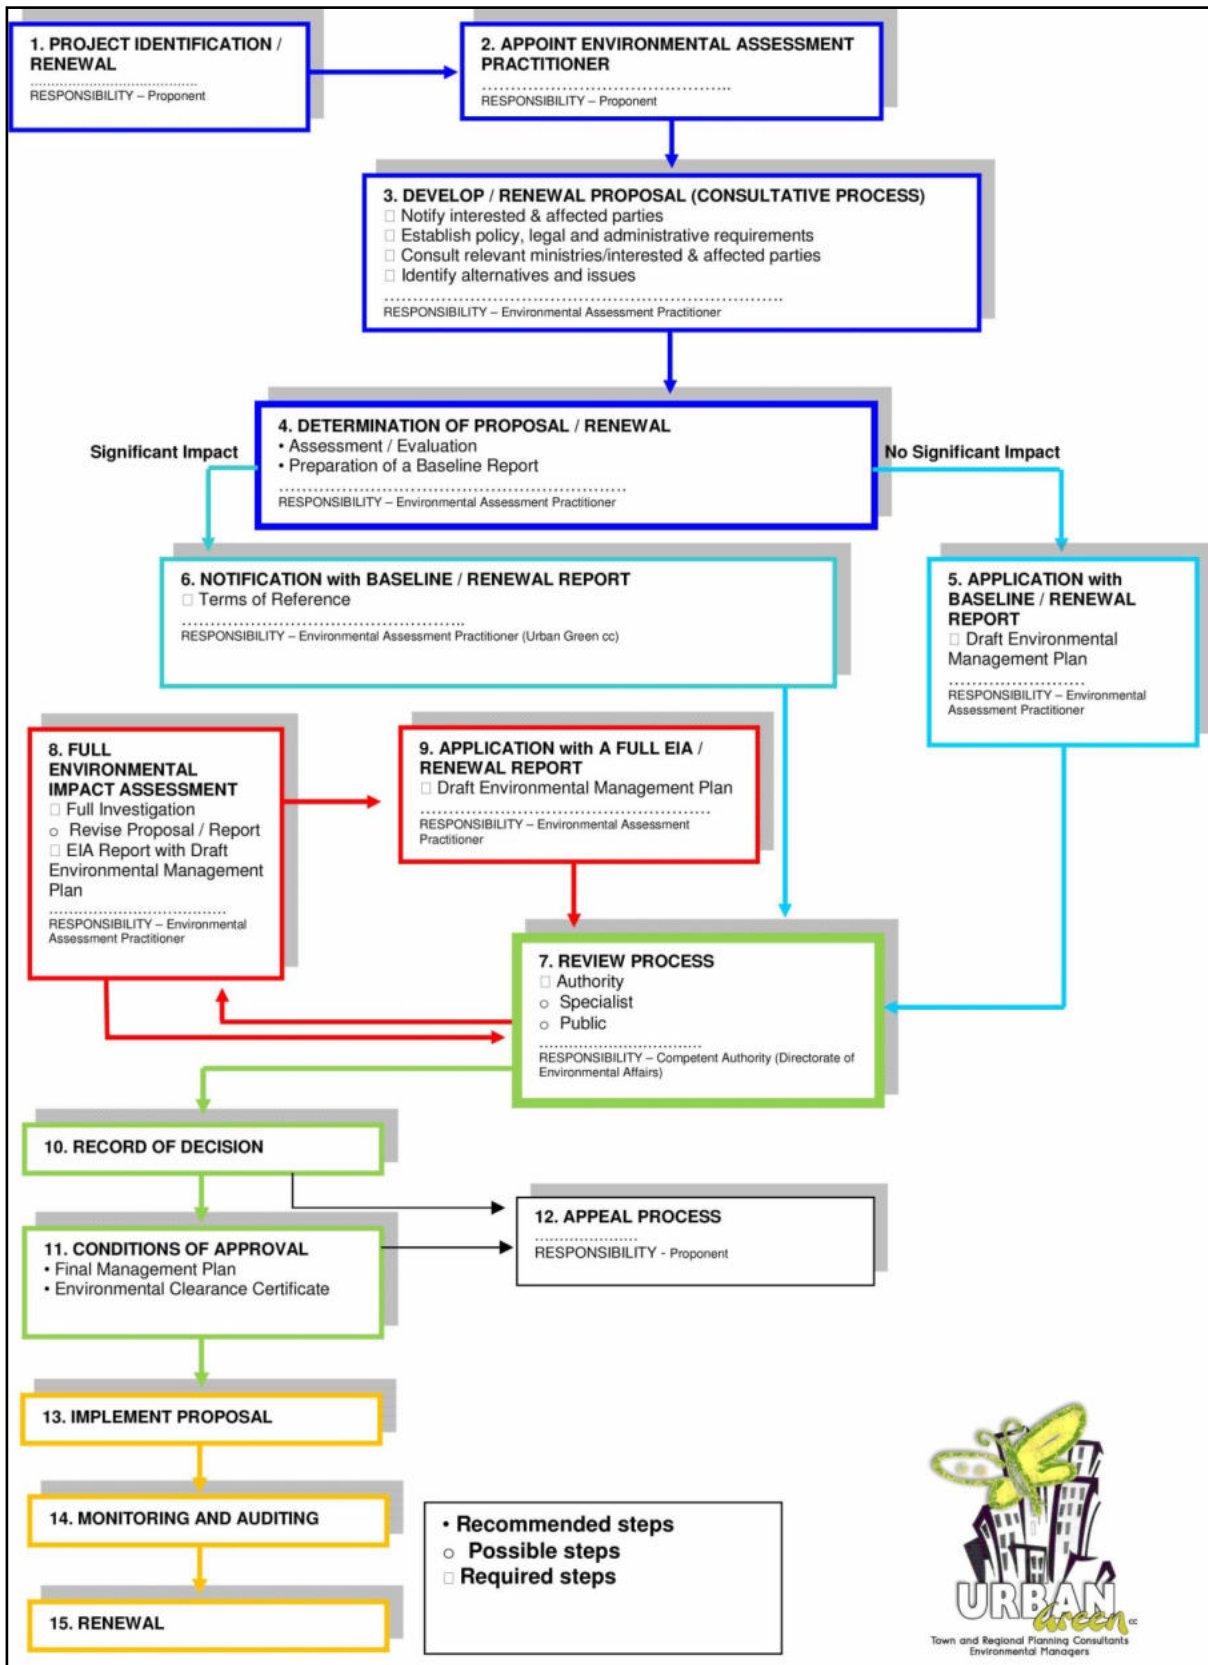 1. PROJECT IDENTIFICATION /
RENEWAL
........................................
RESPONSIBILITY – Proponent
2. APPOINT ENVIRONMENTAL ASSESSMENT
PRACTITIONER
...........................................
RESPONSIBILITY – Proponent
3. DEVELOP / RENEWAL PROPOSAL (CONSULTATIVE PROCESS)
□ Notify interested & affected parties
□ Establish policy, legal and administrative requirements
□ Consult relevant ministries/interested & affected parties
□ Identify alternatives and issues
......................................................................
RESPONSIBILITY – Environmental Assessment Practitioner
4. DETERMINATION OF PROPOSAL / RENEWAL
• Assessment / Evaluation
• Preparation of a Baseline Report
.............................................................
RESPONSIBILITY – Environmental Assessment Practitioner
Significant Impact
No Significant Impact
6. NOTIFICATION with BASELINE / RENEWAL REPORT
□ Terms of Reference
..................................................
RESPONSIBILITY – Environmental Assessment Practitioner (Urban Green cc)
5. APPLICATION with
BASELINE / RENEWAL
REPORT
□ Draft Environmental
Management Plan
........................
RESPONSIBILITY – Environmental
Assessment Practitioner
8. FULL
ENVIRONMENTAL
IMPACT ASSESSMENT
□ Full Investigation
o Revise Proposal / Report
□ EIA Report with Draft
Environmental Management
Plan
....................................
RESPONSIBILITY – Environmental
Assessment Practitioner
9. APPLICATION with A FULL EIA /
RENEWAL REPORT
□ Draft Environmental Management Plan
...................................................
RESPONSIBILITY – Environmental Assessment
Practitioner
7. REVIEW PROCESS
□ Authority
o Specialist
o Public
.................................
RESPONSIBILITY – Competent Authority (Directorate of
Environmental Affairs)
10. RECORD OF DECISION
11. CONDITIONS OF APPROVAL
• Final Management Plan
• Environmental Clearance Certificate
12. APPEAL PROCESS
.....................
RESPONSIBILITY - Proponent
13. IMPLEMENT PROPOSAL
14. MONITORING AND AUDITING
15. RENEWAL
• Recommended steps
o Possible steps
□ Required steps
URBAN
Green cc
Town and Regional Planning Consultants
Environmental Managers